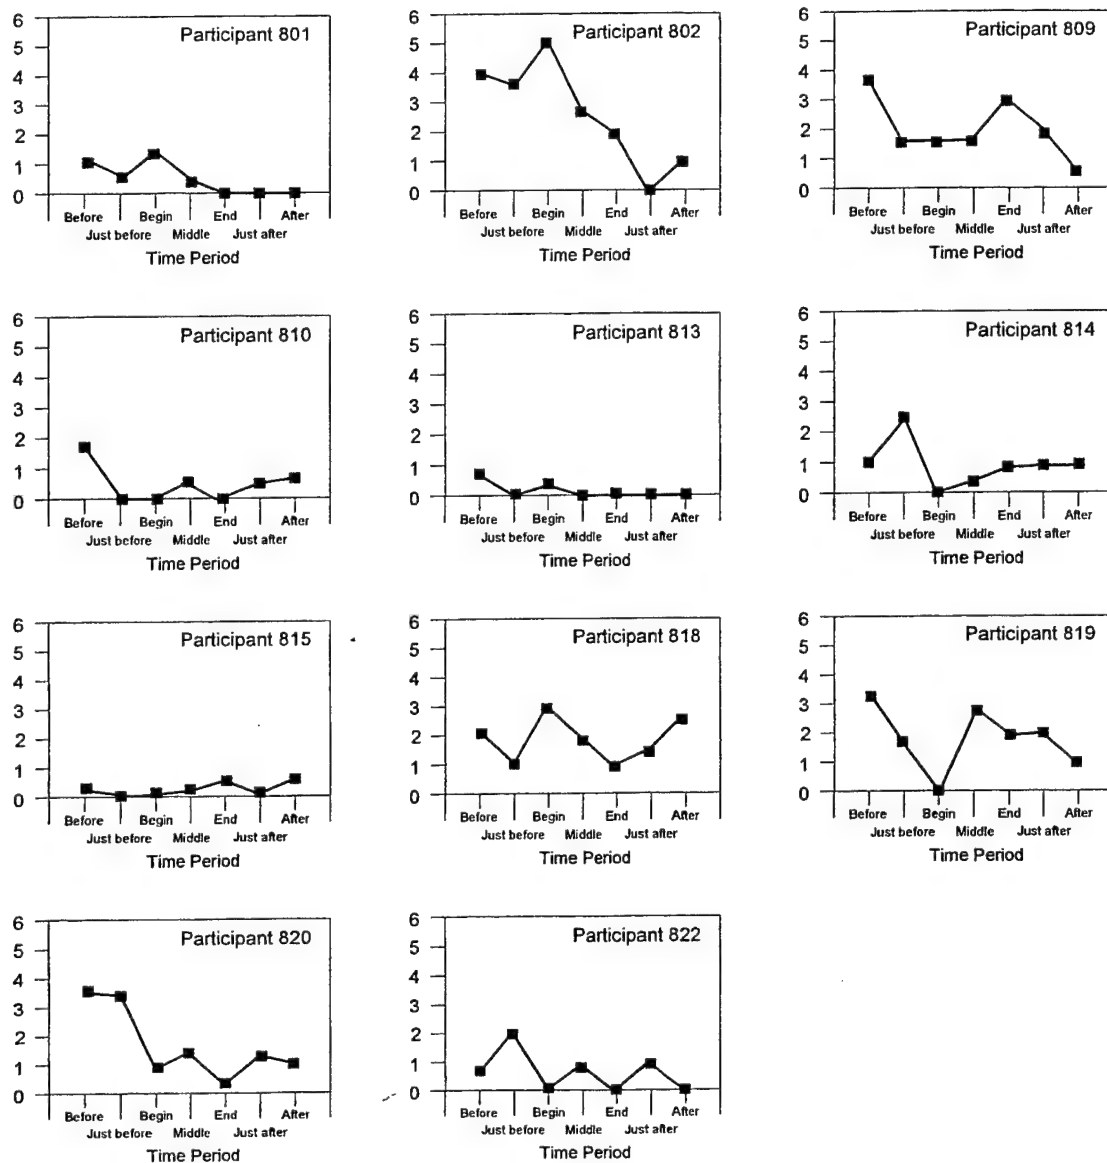 6
5
4
3
2
1
0
Participant 801
Before Begin End After
Just before Middle Just after
Time Period
6
5
4
3
2
1
0
Participant 802
Before Begin End After
Just before Middle Just after
Time Period
6
5
4
3
2
1
0
Participant 809
Before Begin End After
Just before Middle Just after
Time Period
6
5
4
3
2
1
0
Participant 810
Before Begin End After
Just before Middle Just after
Time Period
6
5
4
3
2
1
0
Participant 813
Before Begin End After
Just before Middle Just after
Time Period
6
5
4
3
2
1
0
Participant 814
Before Begin End After
Just before Middle Just after
Time Period
6
5
4
3
2
1
0
Participant 815
Before Begin End After
Just before Middle Just after
Time Period
6
5
4
3
2
1
0
Participant 818
Before Begin End After
Just before Middle Just after
Time Period
6
5
4
3
2
1
0
Participant 819
Before Begin End After
Just before Middle Just after
Time Period
6
5
4
3
2
1
0
Participant 820
Before Begin End After
Just before Middle Just after
Time Period
6
5
4
3
2
1
0
Participant 822
Before Begin End After
Just before Middle Just after
Time Period